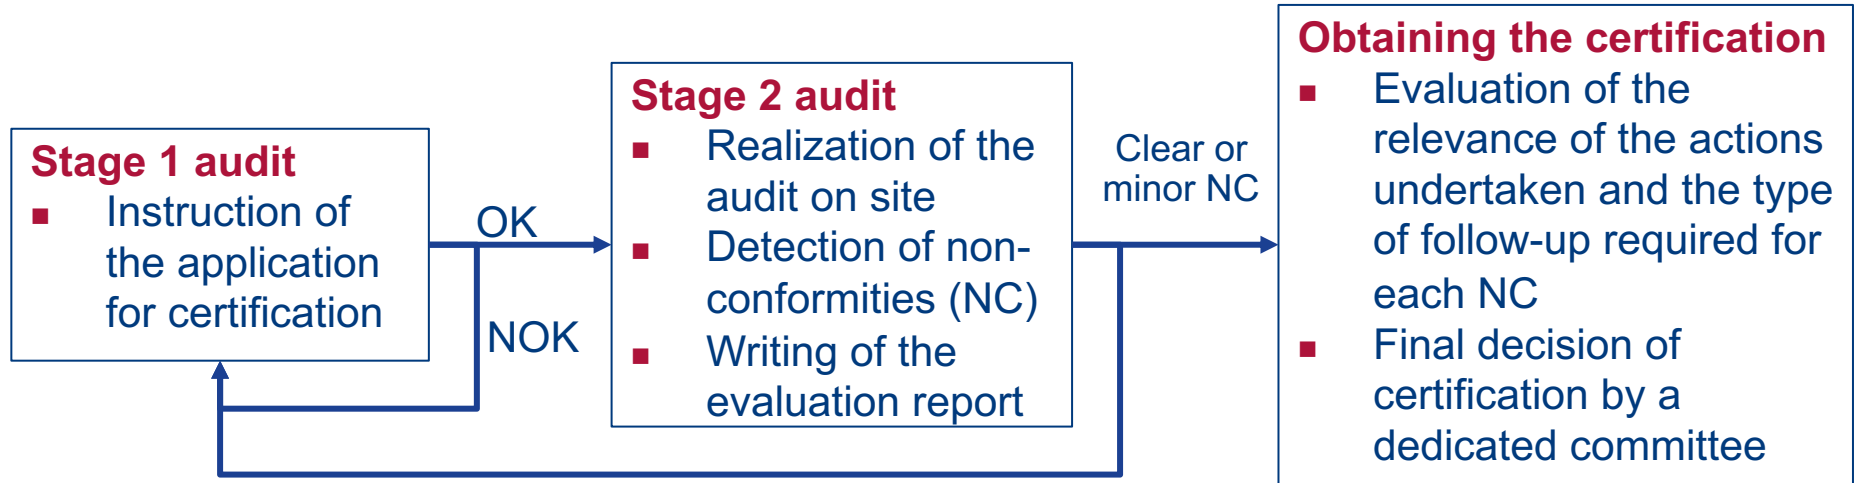 Stage 1 audit
■ Instruction of
the application
for certification
OK
NOK
Stage 2 audit
■ Realization of the
audit on site
■ Detection of non-
conformities (NC)
■ Writing of the
evaluation report
Clear or
minor NC
Obtaining the certification
■ Evaluation of the
relevance of the actions
undertaken and the type
of follow-up required for
each NC
■ Final decision of
certification by a
dedicated committee